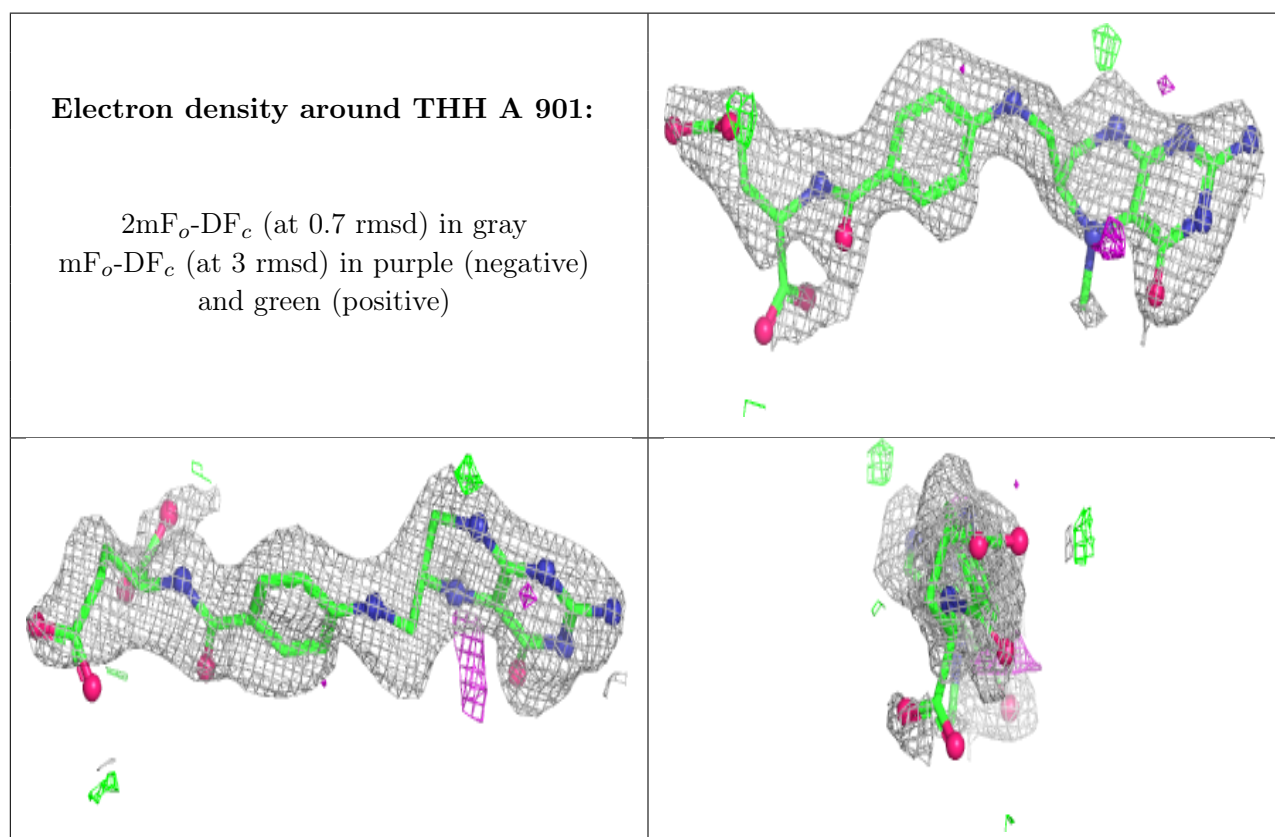 Electron density around THH A 901:
2mFo-DFc (at 0.7 rmsd) in gray
mFo-DFc (at 3 rmsd) in purple (negative)
and green (positive)